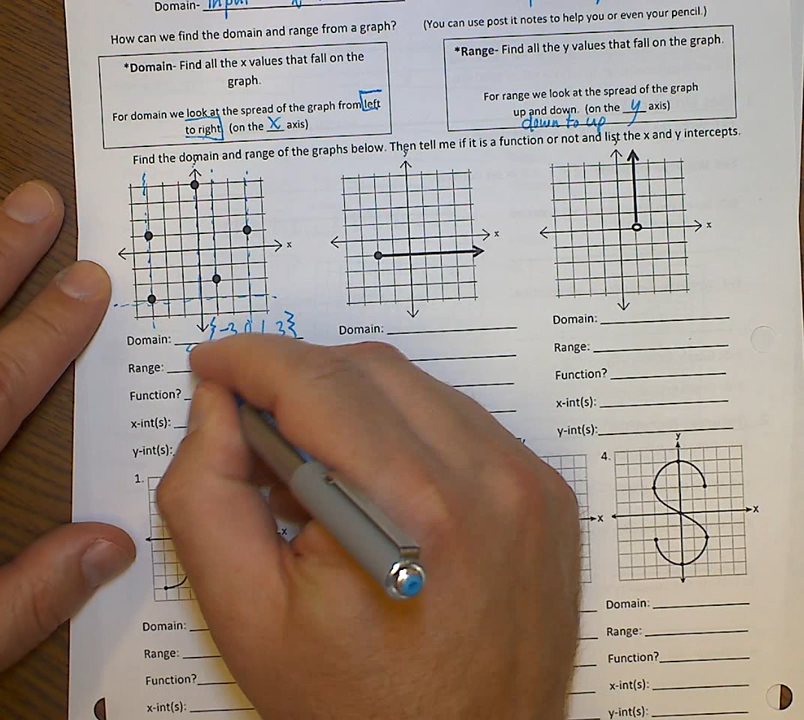 Domain- input x
How can we find the domain and range from a graph?
(You can use post it notes to help you or even your pencil.)
*Domain- Find all the x values that fall on the
graph.
For domain we look at the spread of the graph from left
to right (on the x axis)
*Range- Find all the y values that fall on the graph.
For range we look at the spread of the graph
up and down. (on the y axis)
down to up
Find the domain and range of the graphs below. Then tell me if it is a function or not and list the x and y intercepts.
x
y
x
x
Domain: {-3, 0, 1, 3}
Range:
Function?
x-int(s):
y-int(s):
Domain:
Domain:
Range:
Function?
x-int(s):
y-int(s):
1.
x
x
4.
y
x
Domain:
Range:
Function?
x-int(s):
Domain:
Range:
Function?
x-int(s):
y-int(s):